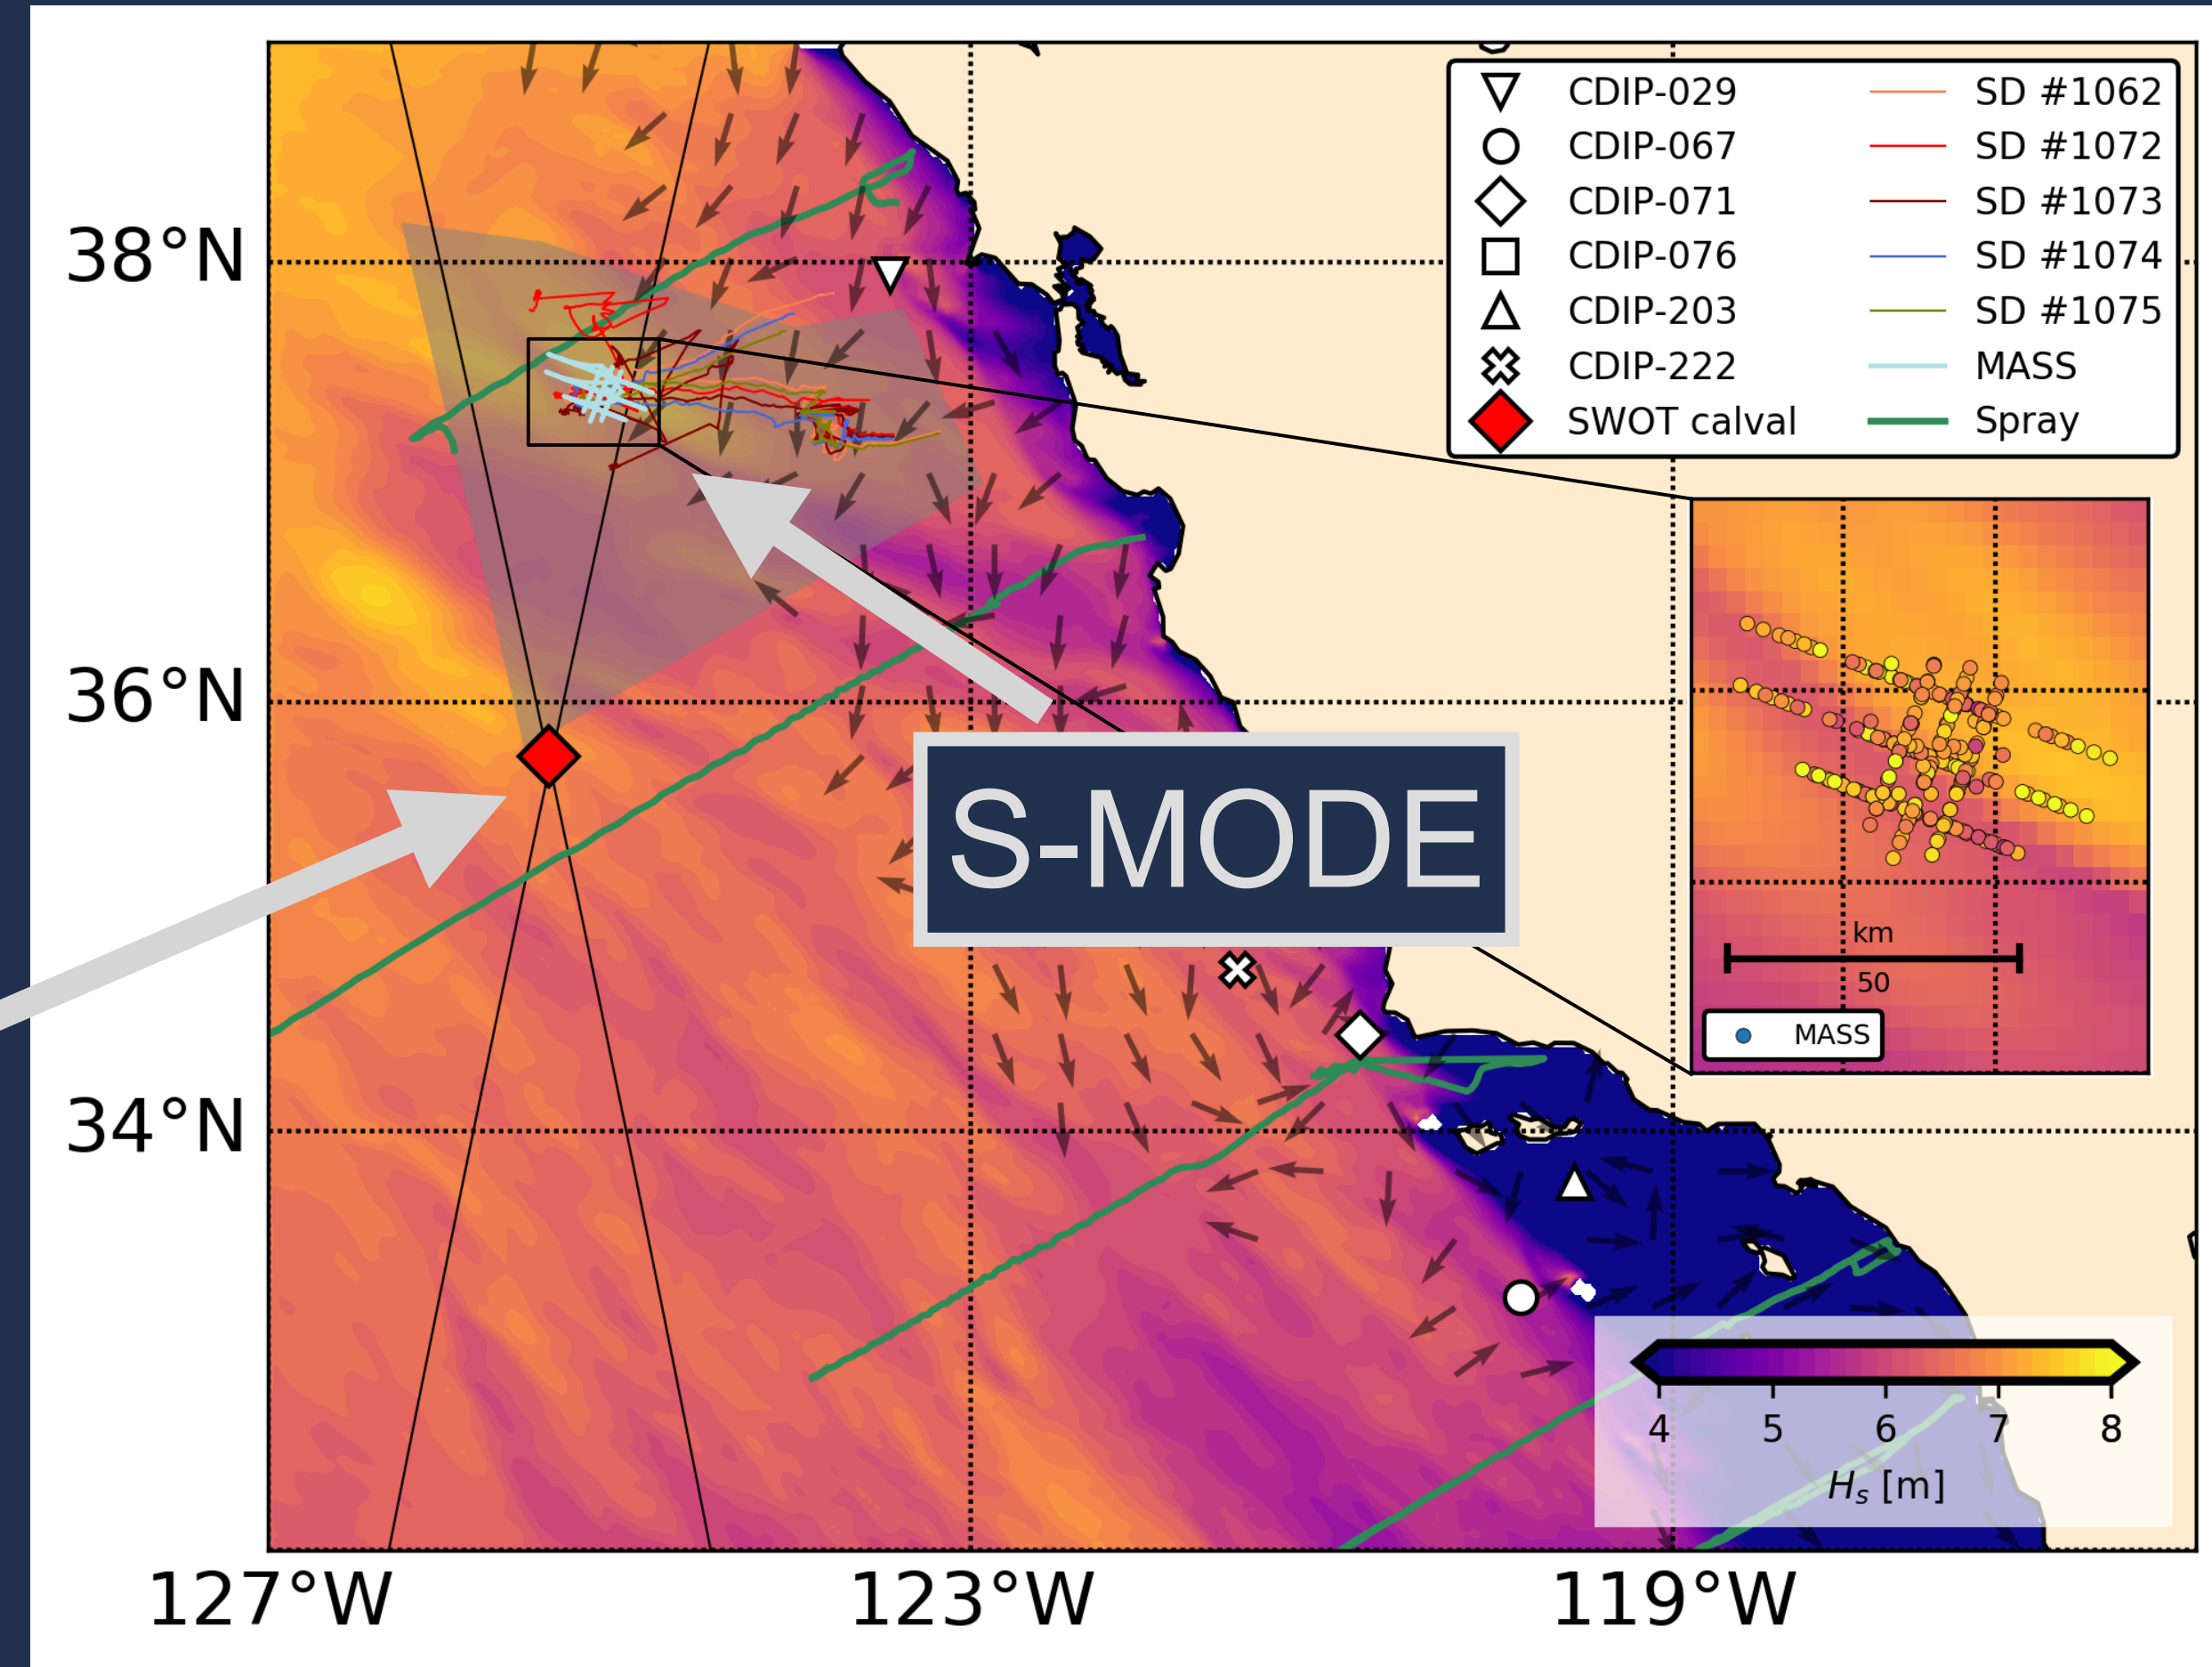 CDIP-029
CDIP-067
CDIP-071
CDIP-076
CDIP-203
CDIP-222
SWOT calval
SD #1062
SD #1072
SD #1073
SD #1074
SD #1075
MASS
Spray
38°N
36°N
34°N
S-MODE
km
50
MASS
4 5 6 7 8
Hs [m]
127°W 123°W 119°W